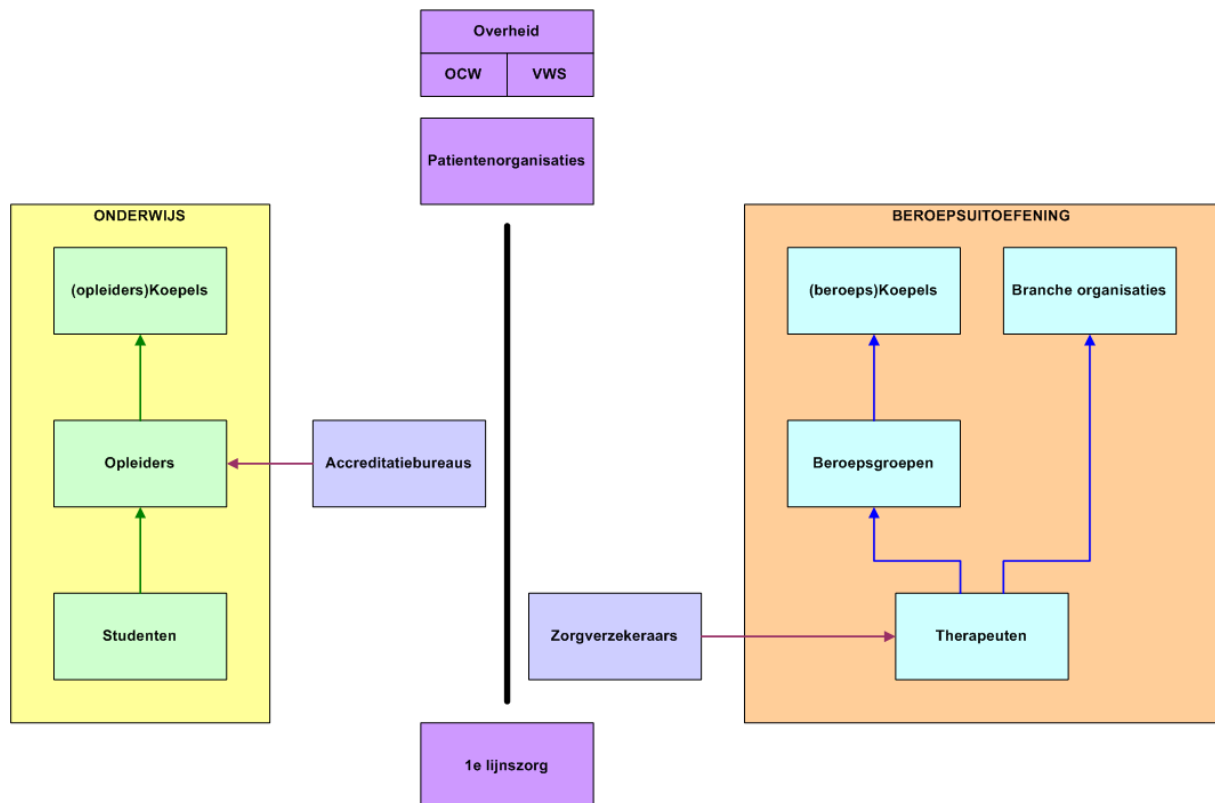 Overheid
OCW
VWS
Patientenorganisaties
ONDERWIJS
(opleiders)Koepels
Opleiders
Studenten
Accreditatiebureaus
Zorgverzekeraars
BEROEPSUITOEFENING
(beroeps)Koepels
Branche organisaties
Beroepsgroepen
Therapeuten
1e lijnszorg